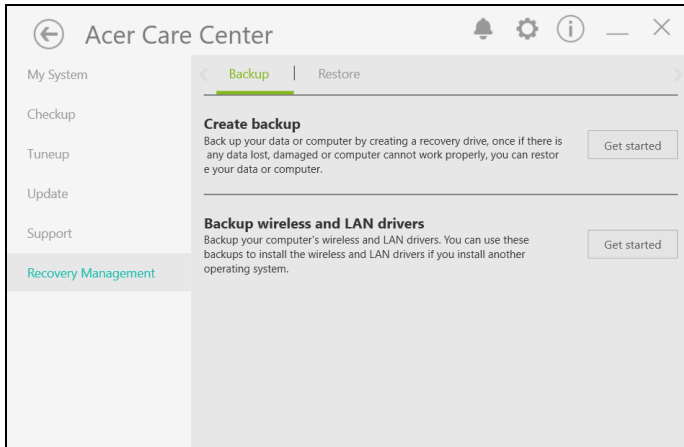 Acer Care Center
My System
Checkup
Tuneup
Update
Support
Recovery Management
Backup
Restore
Create backup
Back up your data or computer by creating a recovery drive, once if there is
any data lost, damaged or computer cannot work properly, you can restor
e your data or computer.
Get started
Backup wireless and LAN drivers
Backup your computer's wireless and LAN drivers. You can use these
backups to install the wireless and LAN drivers if you install another
operating system.
Get started